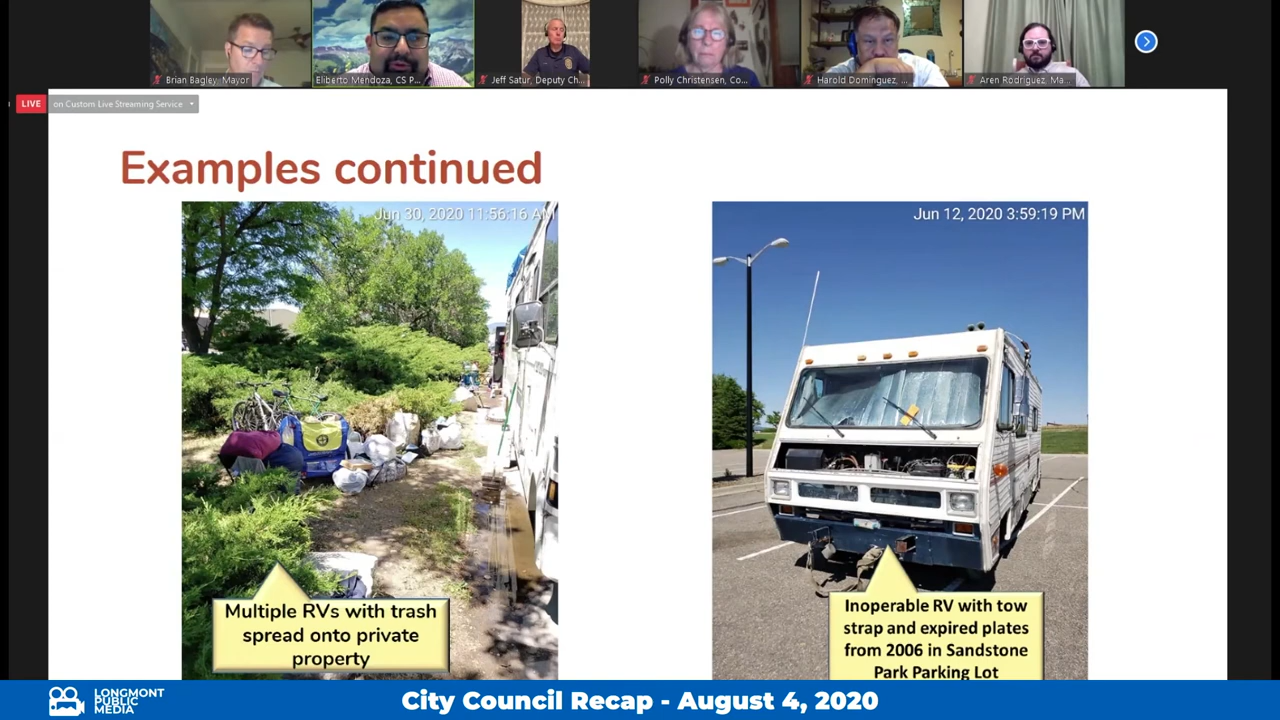 Brian Bagley, Mayor
Eliberto Mendoza, CS P...
Jeff Satur, Deputy Ch...
Polly Christensen, Co...
Harold Dominguez, ...
Aren Rodriguez, Ma...
LIVE on Custom Live Streaming Service
Examples continued
Jun 30, 2020 11:56:16 AM
Jun 12, 2020 3:59:19 PM
Multiple RVs with trash
spread onto private
property
Inoperable RV with tow
strap and expired plates
from 2006 in Sandstone
Park Parking Lot
LONGMONT
PUBLIC
MEDIA
City Council Recap - August 4, 2020